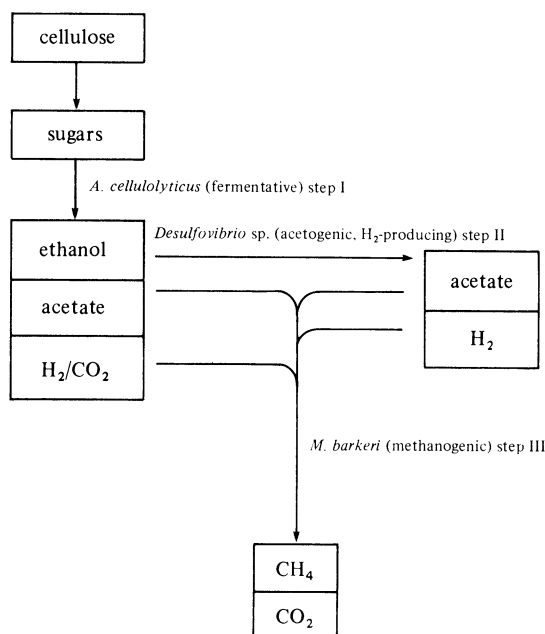 cellulose
sugars
A. cellulolyticus (fermentative) step I
Desulfovibrio sp. (acetogenic, H₂-producing) step II
ethanol
acetate
acetate
H₂
H₂/CO₂
M. barkeri (methanogenic) step III
CH₄
CO₂